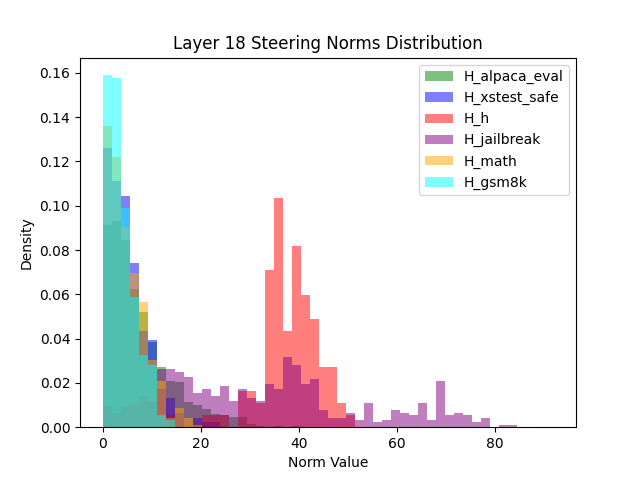 Layer 18 Steering Norms Distribution
H_alpaca_eval
H_xstest_safe
H_h
H_jailbreak
H_math
H_gsm8k
0.16
0.14
0.12
0.10
0.08
0.06
0.04
0.02
0.00
Density
0 20 40 60 80
Norm Value